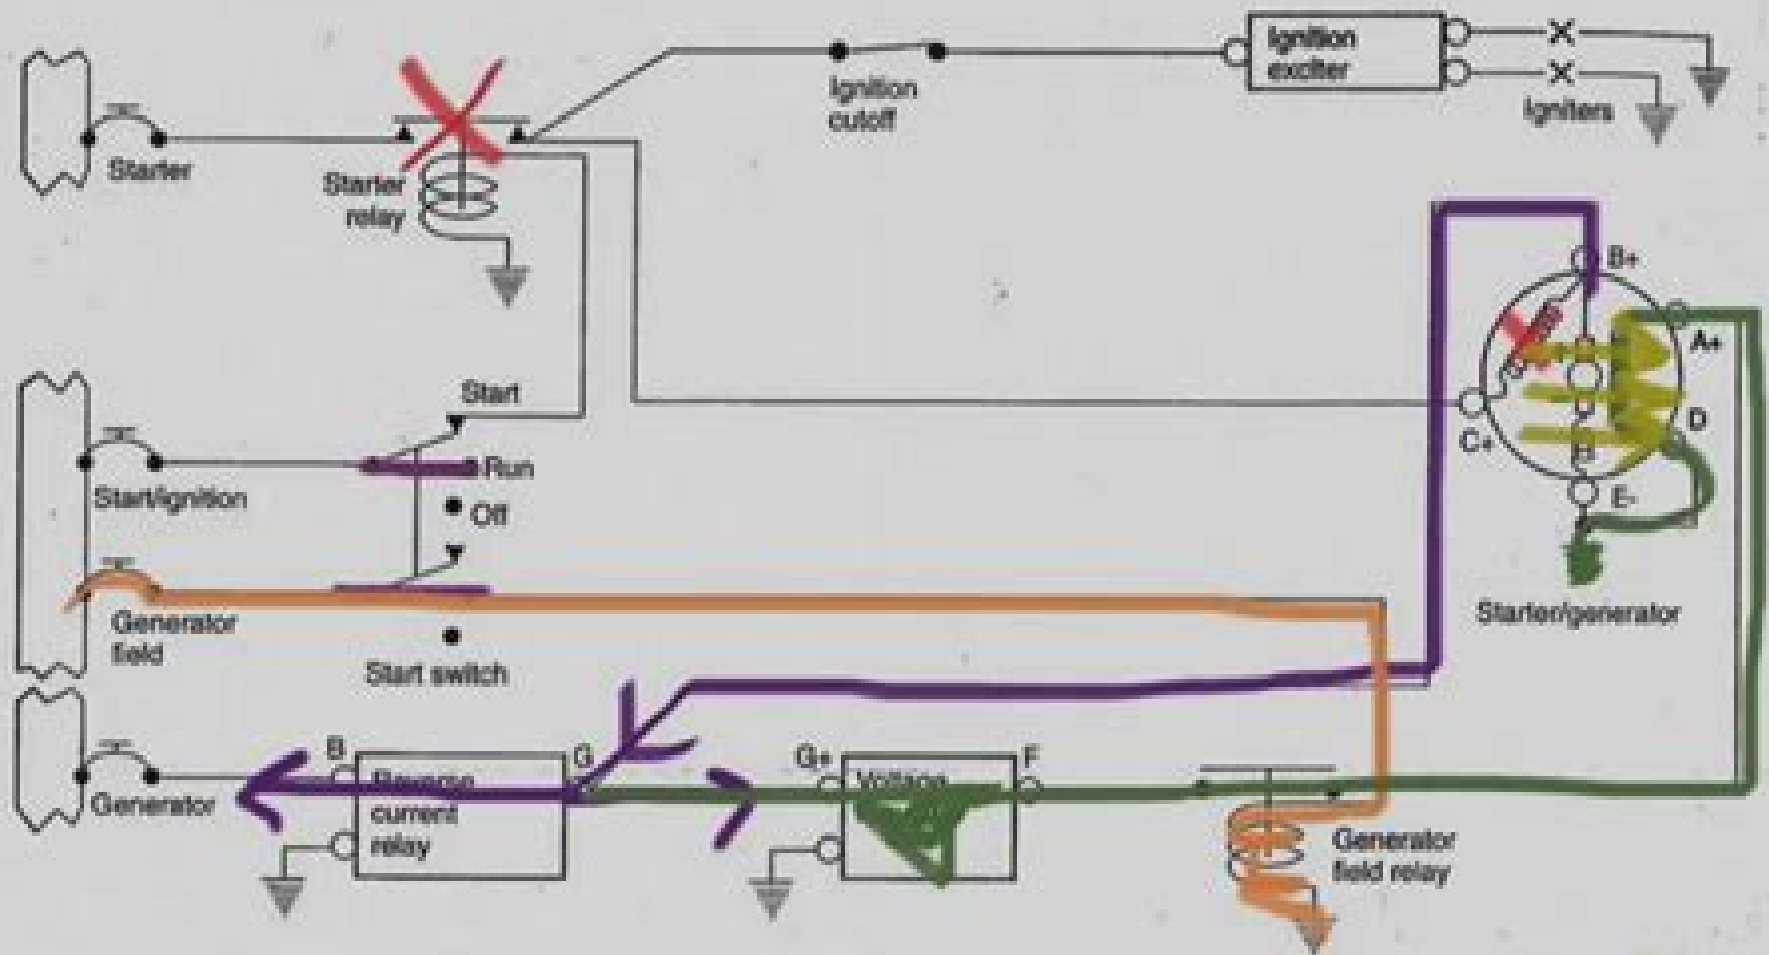 Ignition
exciter
Igniters
Ignition
cutoff
Starter
Starter
relay
B+
A+
D
C+
E-
Starter/generator
Start
Run
Off
Start/ignition
Generator
field
Start switch
B
G
Reverse
current
relay
Generator
G+
F
Voltage
Generator
field relay